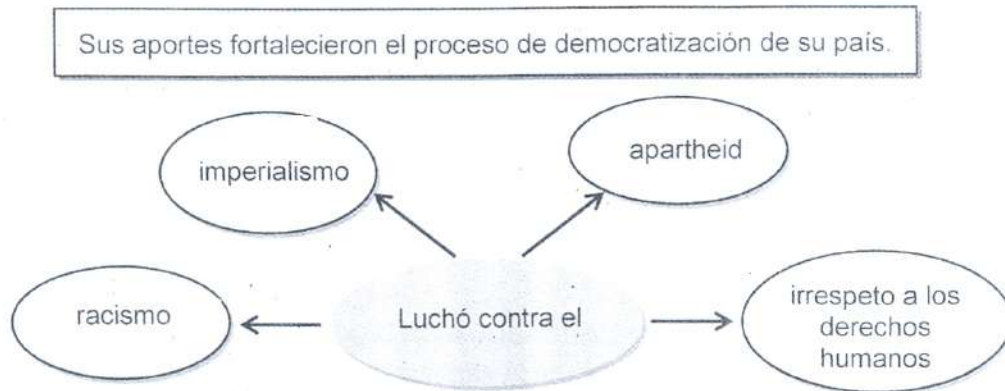 Sus aportes fortalecieron el proceso de democratización de su país.
imperialismo
apartheid
racismo
Luchó contra el
irrespeto a los
derechos
humanos